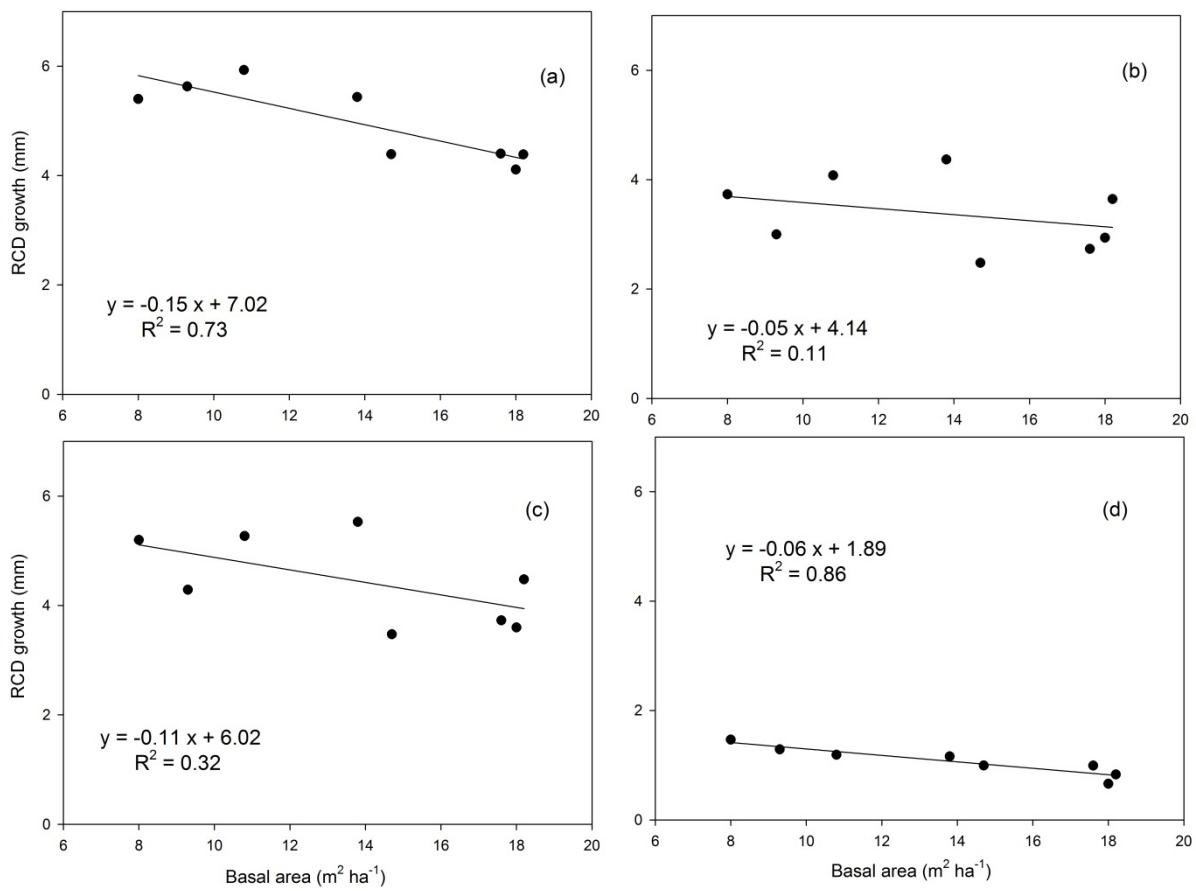 6
4
2
0
RCD growth (mm)
(a)
y = -0.15 x + 7.02
R² = 0.73
6 8 10 12 14 16 18 20
6
4
2
0
(b)
y = -0.05 x + 4.14
R² = 0.11
6 8 10 12 14 16 18 20
6
4
2
0
RCD growth (mm)
(c)
y = -0.11 x + 6.02
R² = 0.32
6 8 10 12 14 16 18 20
Basal area (m² ha⁻¹)
6
4
2
0
(d)
y = -0.06 x + 1.89
R² = 0.86
6 8 10 12 14 16 18 20
Basal area (m² ha⁻¹)